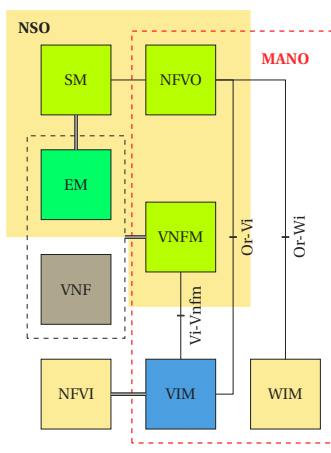 NSO
MANO
SM
NFVO
EM
VNFM
Or-Vi
Or-Wi
VNF
Vi-Vnfm
NFVI
VIM
WIM